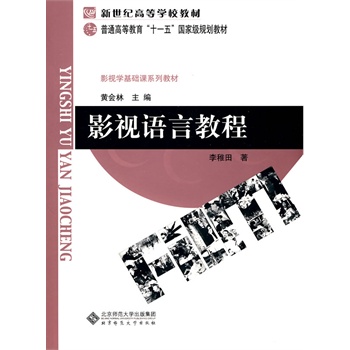 新世纪高等学校教材
普通高等教育“十一五”国家级规划教材
影视学基础课系列教材
黄会林 主编
影视语言教程
李稚田 著
YINGSHI YU YAN JIAOCHENG
FILM
北京师范大学出版集团
北京师范大学出版社